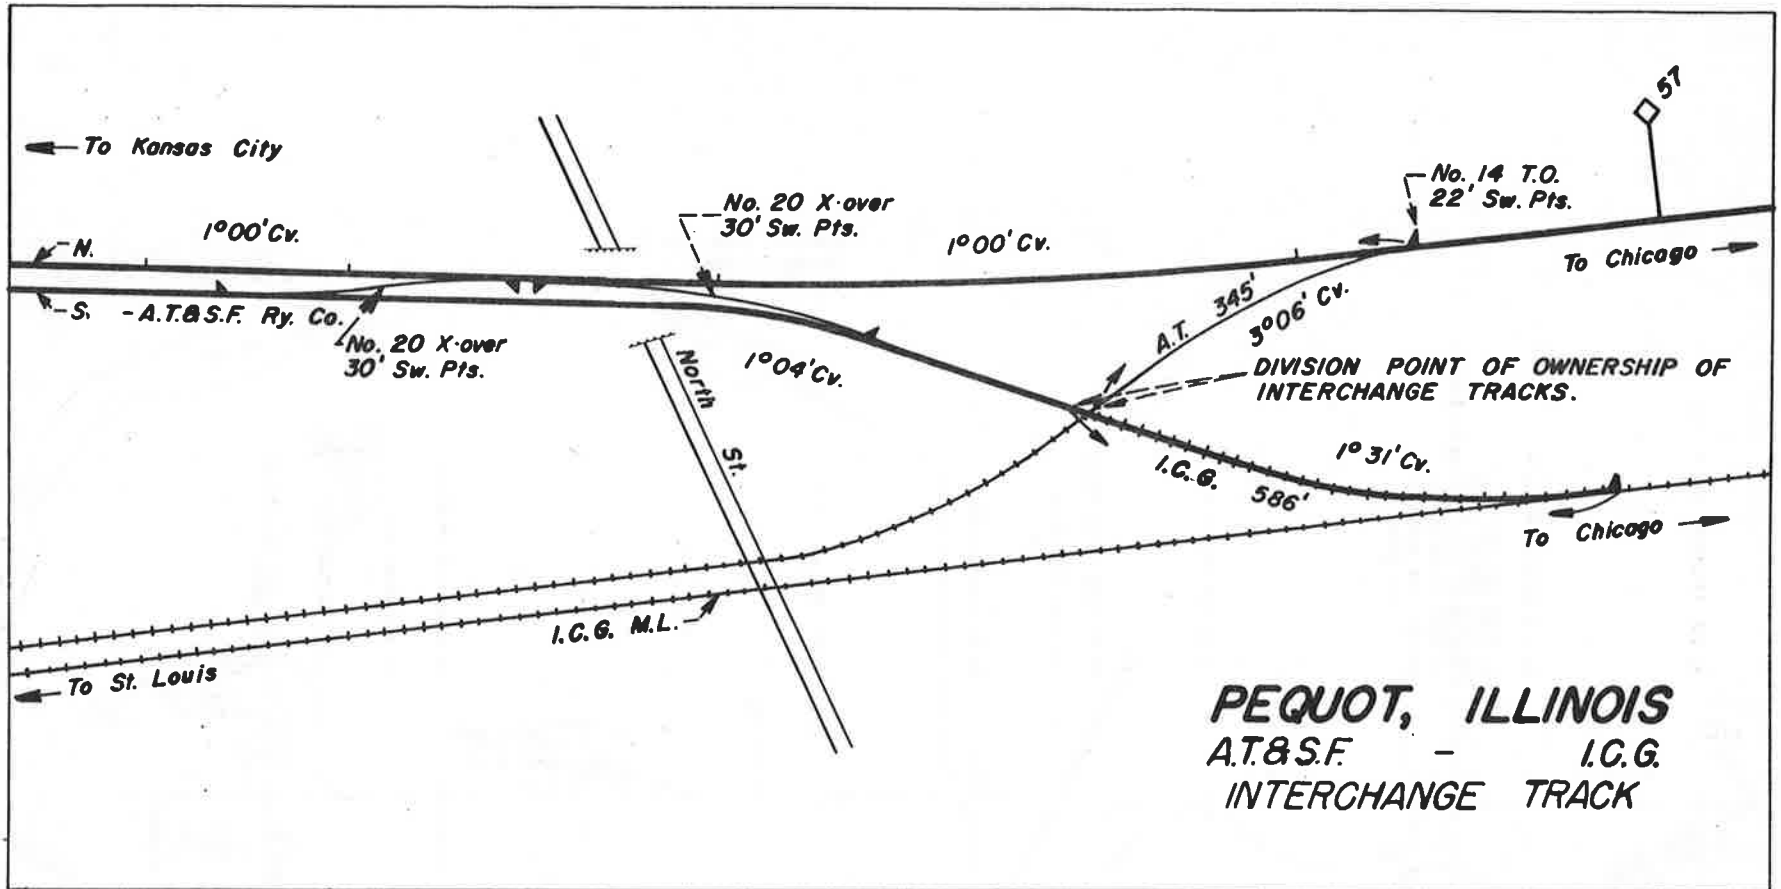 57
To Kansas City
No. 14 T.O.
22' Sw. Pts.
No. 20 X-over
30' Sw. Pts.
1°00' Cv.
1°00' Cv.
N.
To Chicago
S. - A.T.&S.F. Ry. Co.
A.T. 345'
3°06' Cv.
No. 20 X-over
30' Sw. Pts.
1°04' Cv.
North St.
DIVISION POINT OF OWNERSHIP OF
INTERCHANGE TRACKS.
1°31' Cv.
I.C.G. 586'
To Chicago
I.C.G. M.L.
To St. Louis
PEQUOT, ILLINOIS
A.T.&S.F. - I.C.G.
INTERCHANGE TRACK